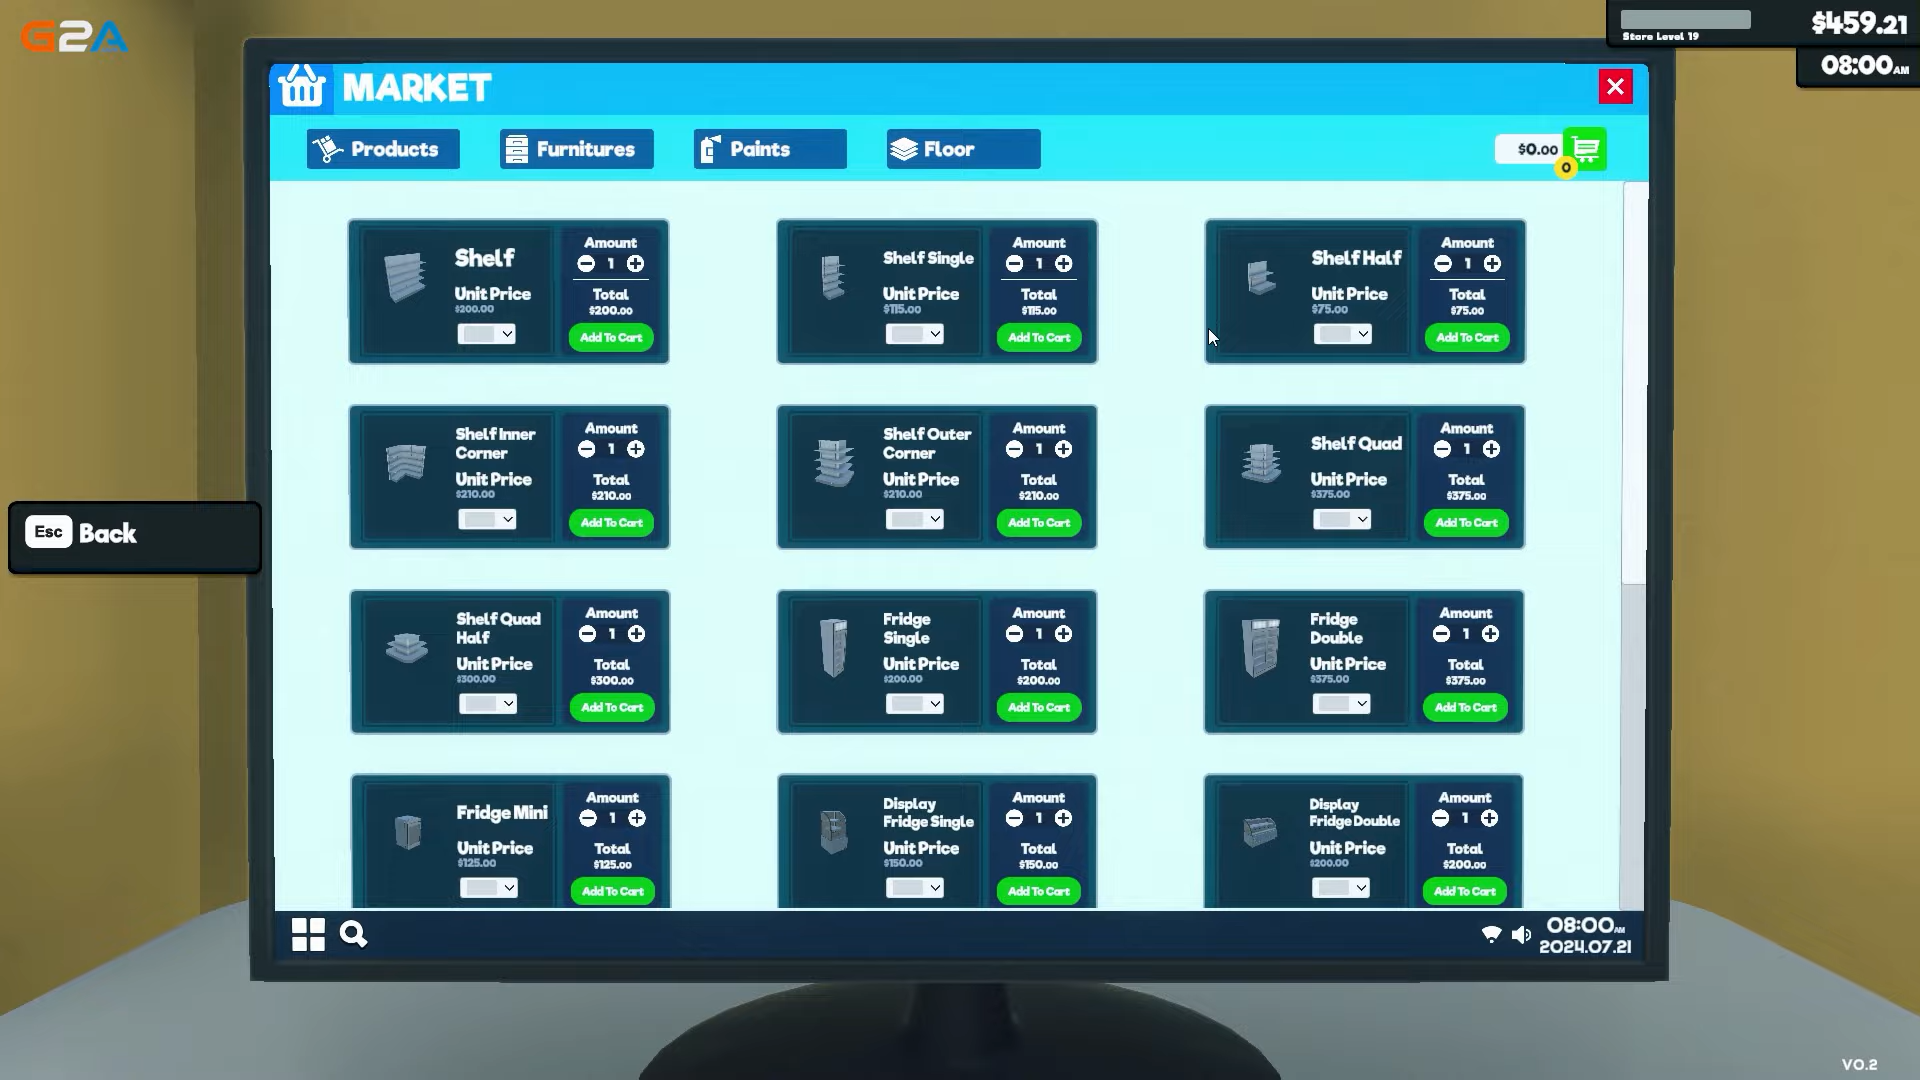 G2A
Store Level 19
$459.21
08:00AM
MARKET
Products
Furnitures
Paints
Floor
$0.00
0
Shelf
Unit Price
$200.00
Amount
1
Total
$200.00
Add To Cart
Shelf Single
Unit Price
$115.00
Amount
1
Total
$115.00
Add To Cart
Shelf Half
Unit Price
$75.00
Amount
1
Total
$75.00
Add To Cart
Shelf Inner
Corner
Unit Price
$210.00
Amount
1
Total
$210.00
Add To Cart
Shelf Outer
Corner
Unit Price
$210.00
Amount
1
Total
$210.00
Add To Cart
Shelf Quad
Unit Price
$375.00
Amount
1
Total
$375.00
Add To Cart
Esc Back
Shelf Quad
Half
Unit Price
$300.00
Amount
1
Total
$300.00
Add To Cart
Fridge
Single
Unit Price
$200.00
Amount
1
Total
$200.00
Add To Cart
Fridge
Double
Unit Price
$375.00
Amount
1
Total
$375.00
Add To Cart
Fridge Mini
Unit Price
$125.00
Amount
1
Total
$125.00
Add To Cart
Display
Fridge Single
Unit Price
$150.00
Amount
1
Total
$150.00
Add To Cart
Display
Fridge Double
Unit Price
$200.00
Amount
1
Total
$200.00
Add To Cart
08:00AM
2024.07.21
V0.2